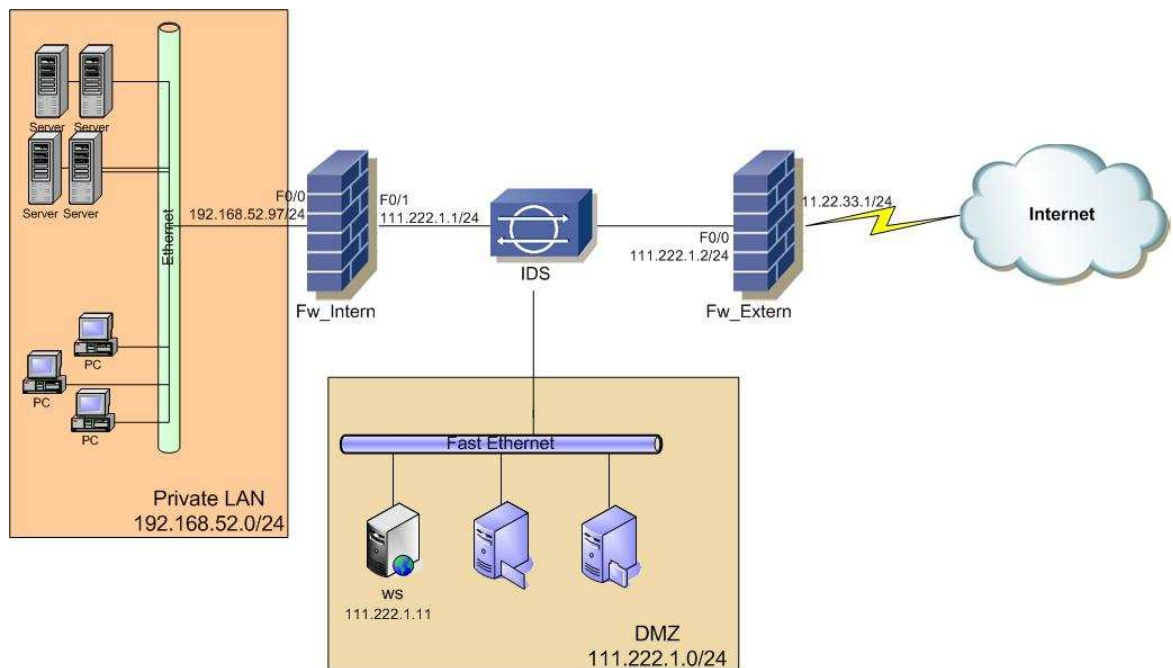 Server Server
Server Server
Ethernet
PC
PC
PC
Private LAN
192.168.52.0/24
F0/0
192.168.52.97/24
Fw_Intern
F0/1
111.222.1.1/24
IDS
F0/0
111.222.1.2/24
Fw_Extern
11.22.33.1/24
Internet
Fast Ethernet
ws
111.222.1.11
DMZ
111.222.1.0/24